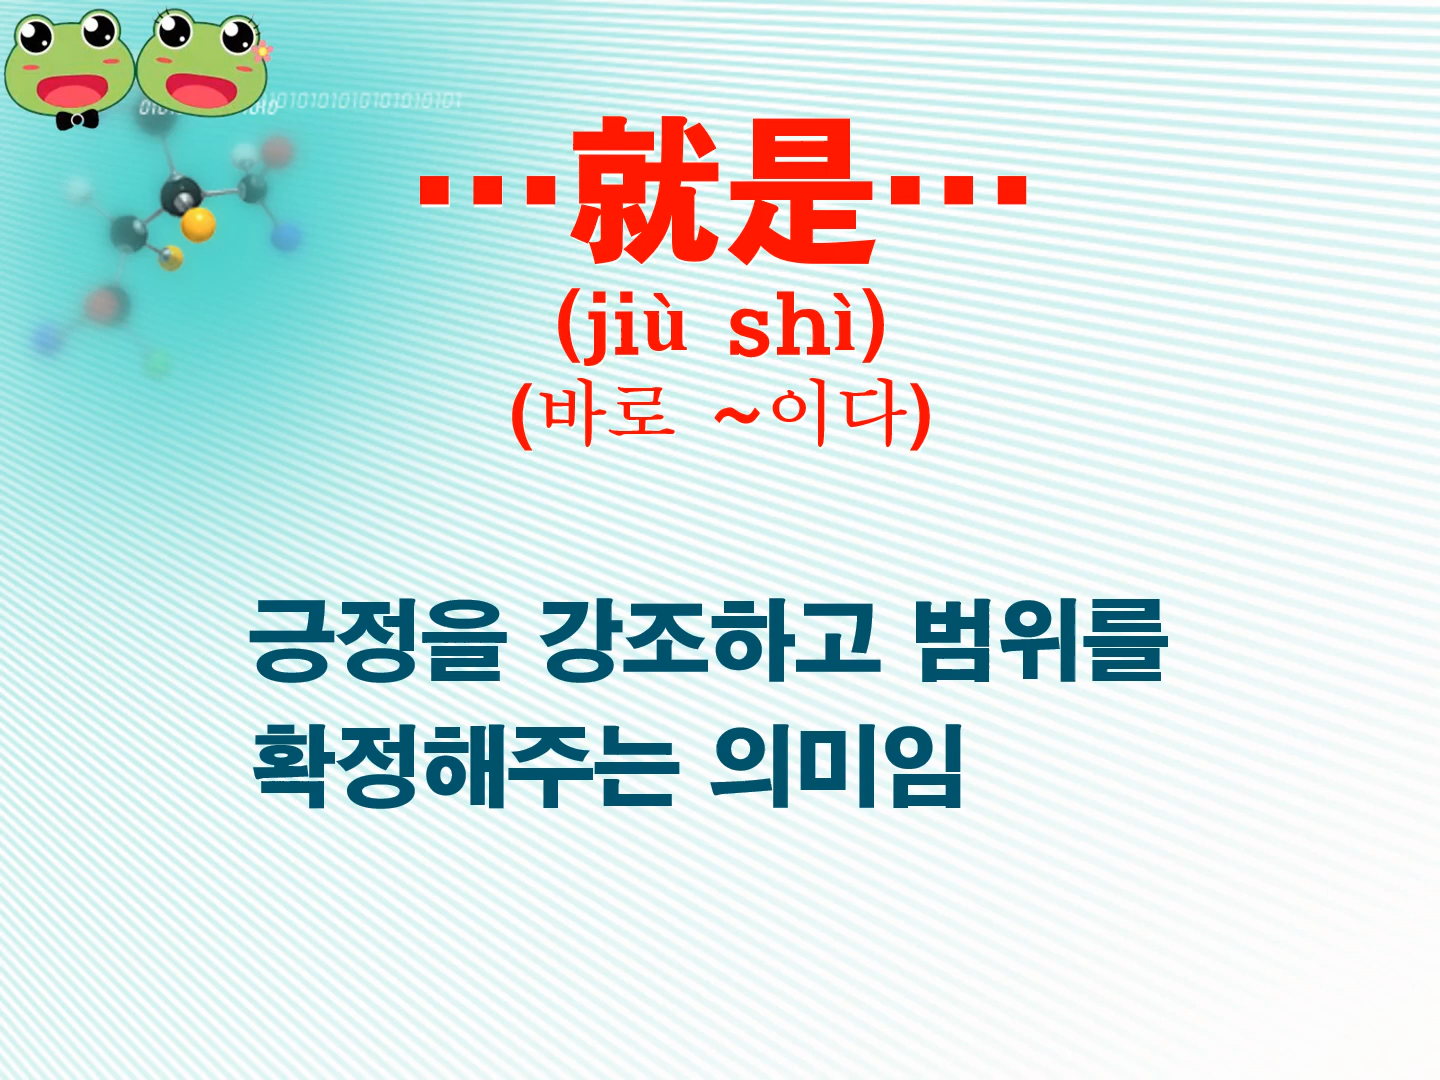 …就是…
(jiù shì)
(바로 ~이다)
긍정을 강조하고 범위를
확정해주는 의미임